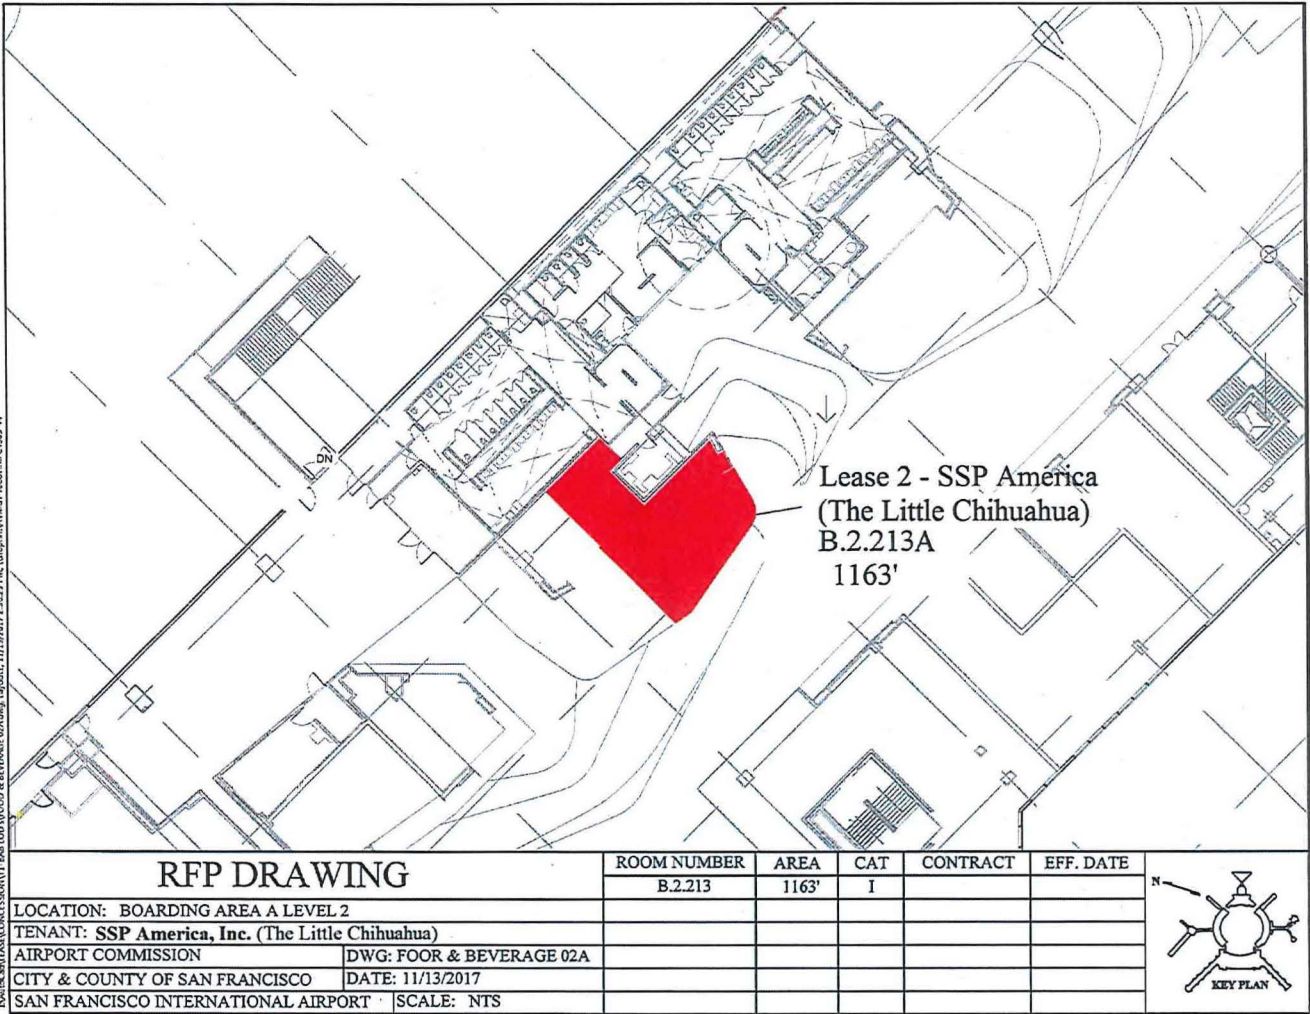 DN
Lease 2 - SSP America
(The Little Chihuahua)
B.2.213A
1163'
RFP DRAWING
ROOM NUMBER AREA CAT CONTRACT EFF. DATE
B.2.213 1163' I
LOCATION: BOARDING AREA A LEVEL 2
TENANT: SSP America, Inc. (The Little Chihuahua)
AIRPORT COMMISSION DWG: FOOR & BEVERAGE 02A
CITY & COUNTY OF SAN FRANCISCO DATE: 11/13/2017
SAN FRANCISCO INTERNATIONAL AIRPORT SCALE: NTS
N
KEY PLAN